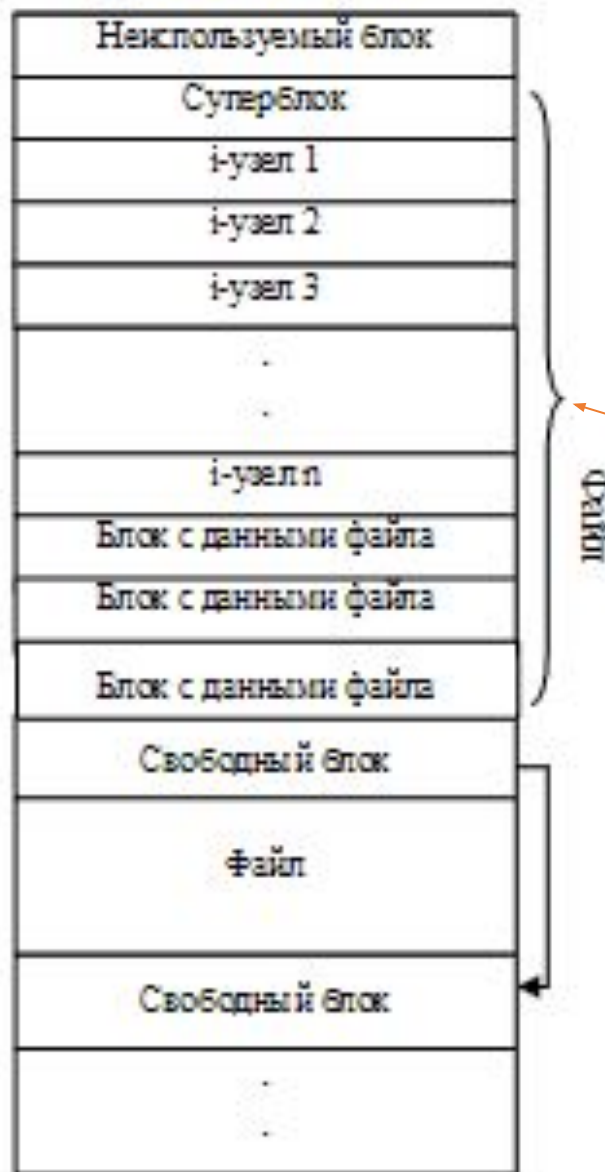 Неиспользуемый блок
Суперблок
i-узел 1
i-узел 2
i-узел 3
.
.
i-узел n
Блок с данными файла
Блок с данными файла
Блок с данными файла
Свободный блок
Файл
Свободный блок
.
.